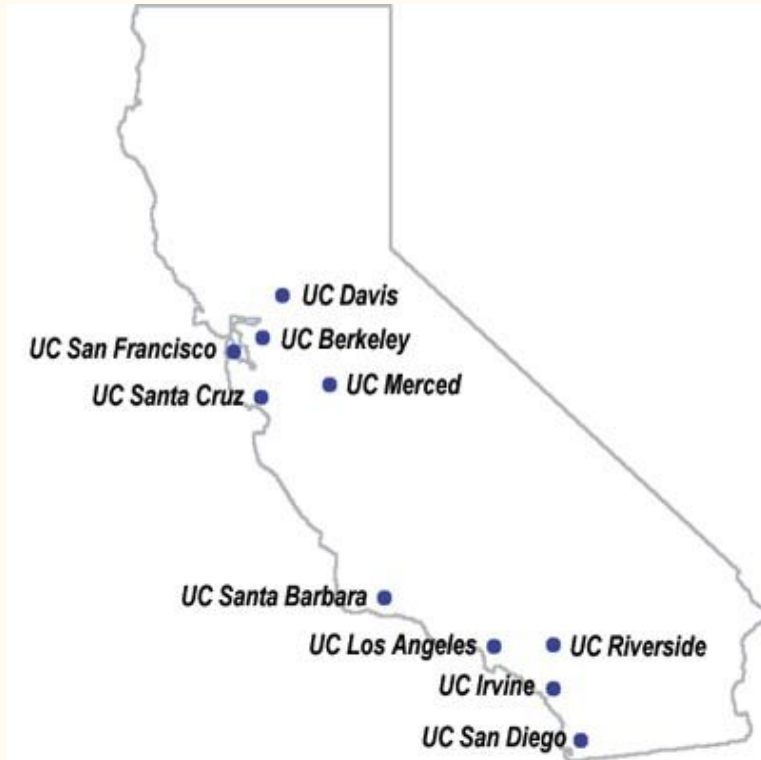 UC Davis
UC Berkeley
UC San Francisco
UC Merced
UC Santa Cruz
UC Santa Barbara
UC Los Angeles
UC Riverside
UC Irvine
UC San Diego